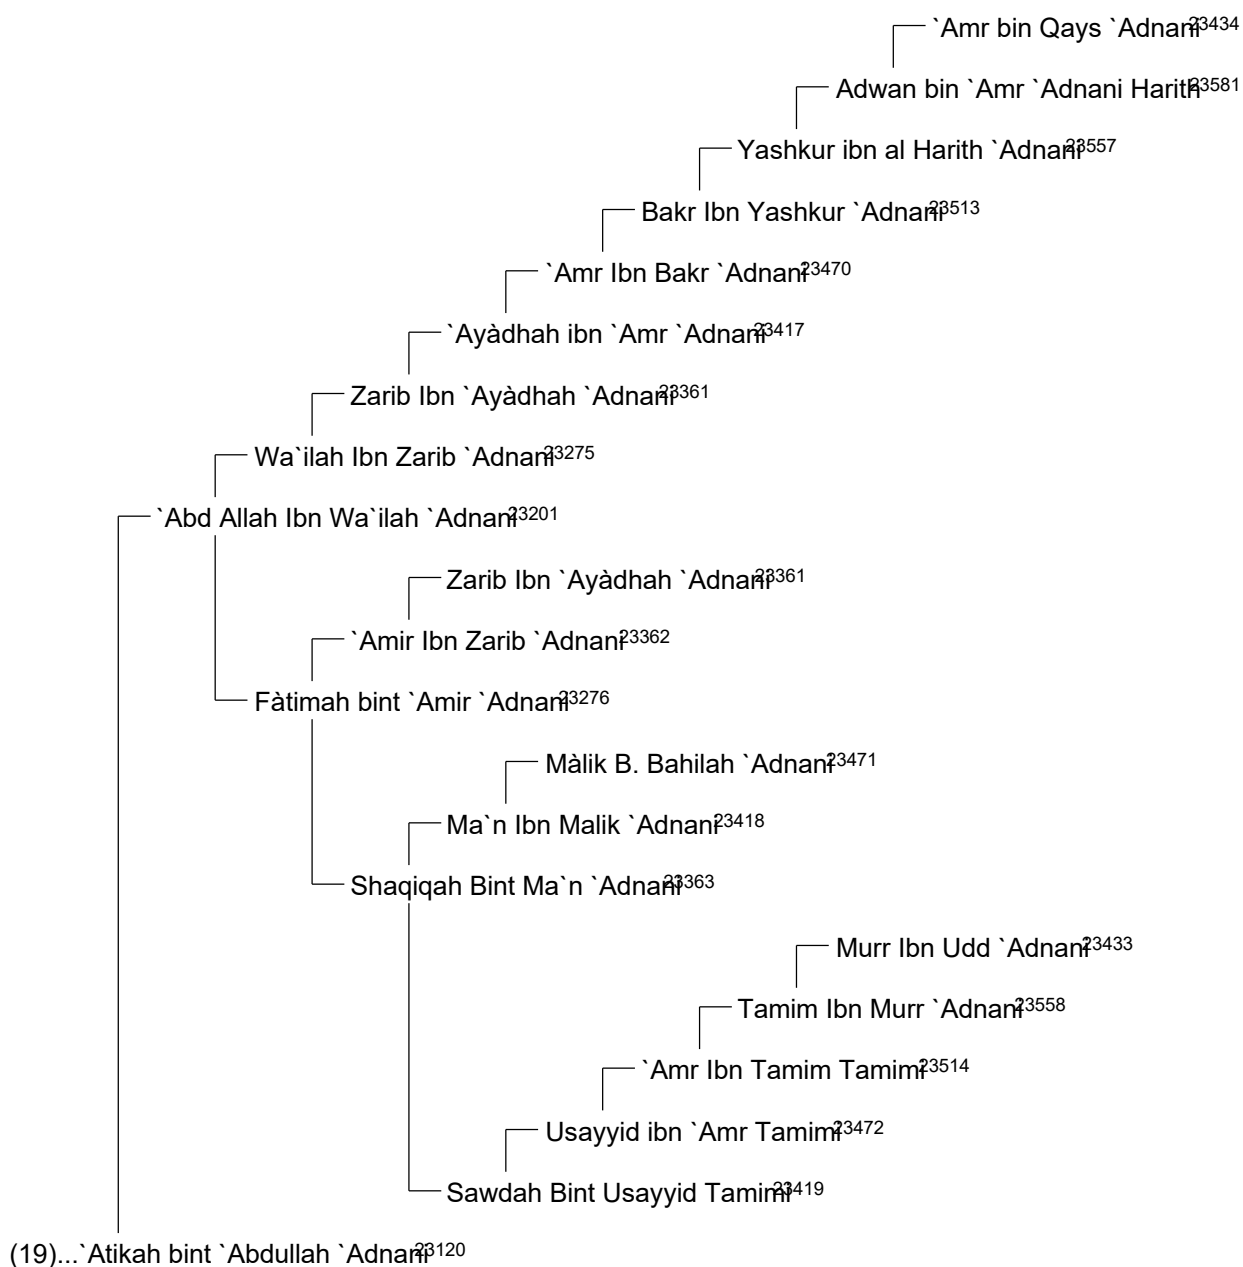 `Amr bin Qays `Adnani23434
Adwan bin `Amr `Adnani Harith23581
Yashkur ibn al Harith `Adnani23557
Bakr Ibn Yashkur `Adnani23513
`Amr Ibn Bakr `Adnani23470
`Ayàdhah ibn `Amr `Adnani23417
Zarib Ibn `Ayàdhah `Adnani23361
Wa`ilah Ibn Zarib `Adnani23275
`Abd Allah Ibn Wa`ilah `Adnani23201
Zarib Ibn `Ayàdhah `Adnani23361
`Amir Ibn Zarib `Adnani23362
Fàtimah bint `Amir `Adnani23276
Màlik B. Bahilah `Adnani23471
Ma`n Ibn Malik `Adnani23418
Shaqiqah Bint Ma`n `Adnani23363
Murr Ibn Udd `Adnani23433
Tamim Ibn Murr `Adnani23558
`Amr Ibn Tamim Tamimi23514
Usayyid ibn `Amr Tamimi23472
Sawdah Bint Usayyid Tamimi23419
(19)...`Atikah bint `Abdullah `Adnani23120